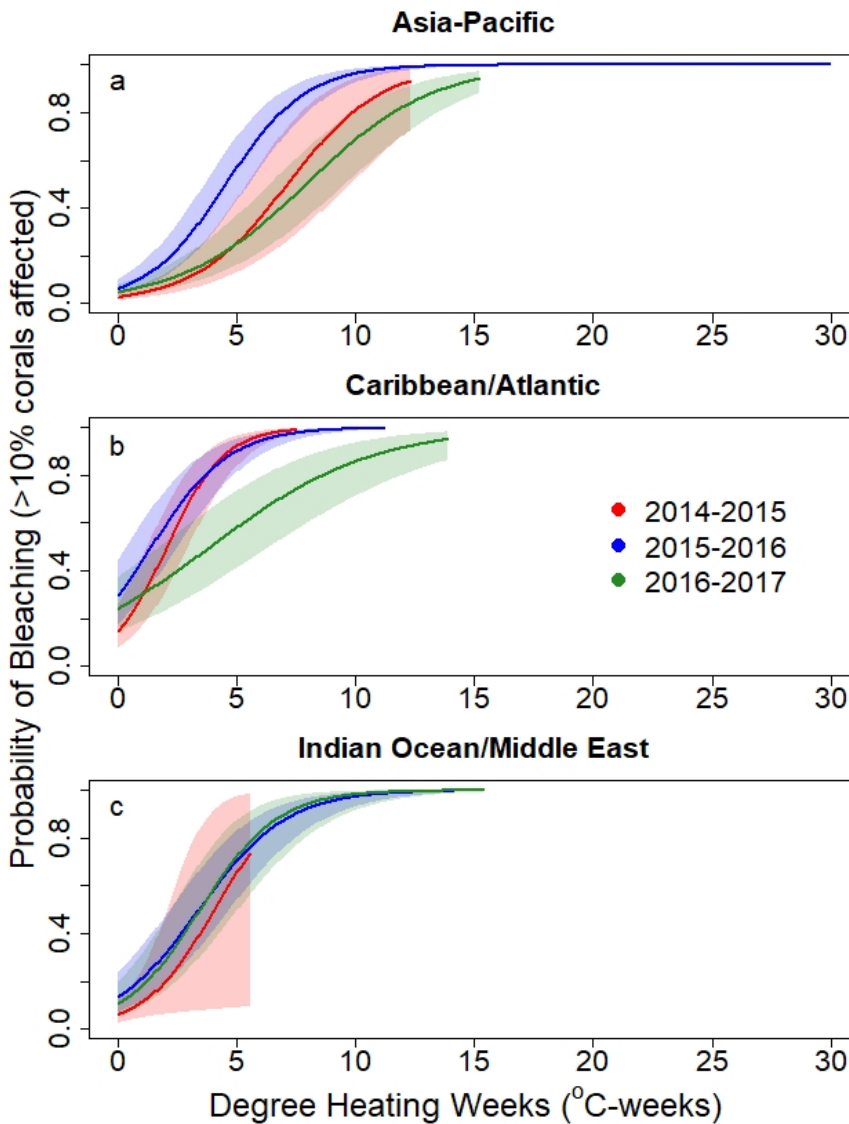 Asia-Pacific
a
0.0 0.4 0.8
0 5 10 15 20 25 30
Caribbean/Atlantic
b
0.0 0.4 0.8
2014-2015
2015-2016
2016-2017
0 5 10 15 20 25 30
Indian Ocean/Middle East
c
0.0 0.4 0.8
0 5 10 15 20 25 30
Probability of Bleaching (>10% corals affected)
Degree Heating Weeks (°C-weeks)